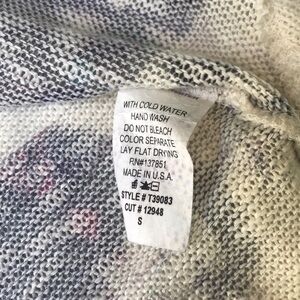 WITH COLD WATER
HAND WASH
DO NOT BLEACH
COLOR SEPARATE
LAY FLAT DRYING
RN#137851
MADE IN U.S.A.
STYLE # T39083
CUT # 12948
S